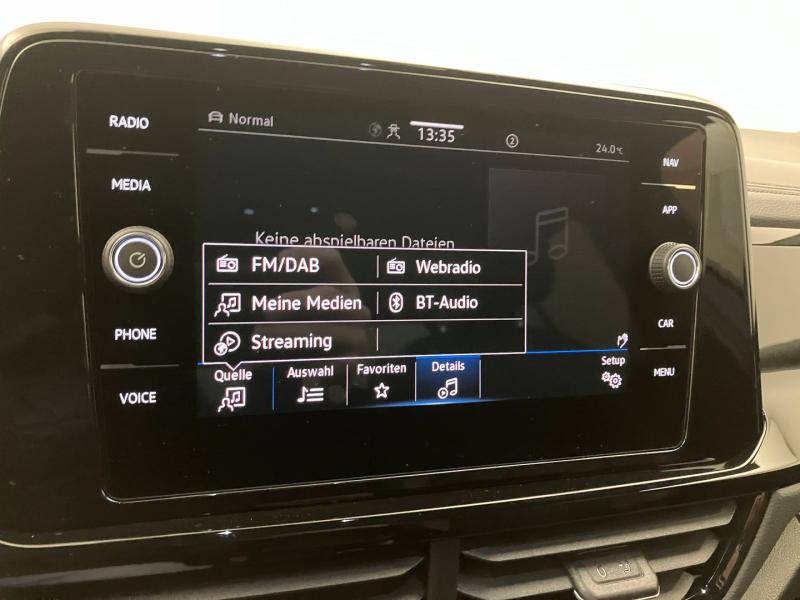 RADIO
MEDIA
PHONE
VOICE
Normal
13:35
2
24.0°C
Keine abspielbaren Dateien
FM/DAB
Webradio
Meine Medien
BT-Audio
Streaming
Quelle
Auswahl
Favoriten
Details
Setup
NAV
APP
CAR
MENU